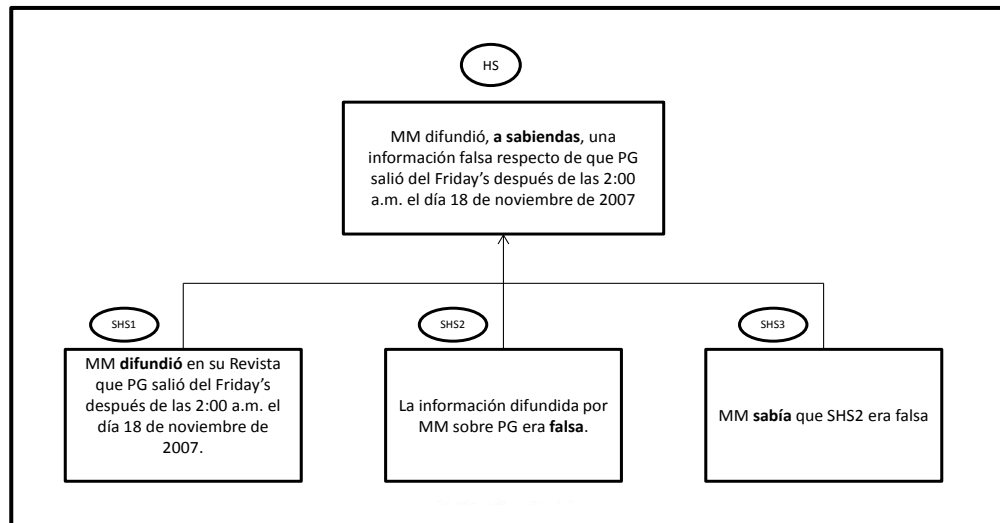 HS
MM difundió, a sabiendas, una
información falsa respecto de que PG
salió del Friday’s después de las 2:00
a.m. el día 18 de noviembre de 2007
SHS1
MM difundió en su Revista
que PG salió del Friday’s
después de las 2:00 a.m. el
día 18 de noviembre de
2007.
SHS2
La información difundida por
MM sobre PG era falsa.
SHS3
MM sabía que SHS2 era falsa